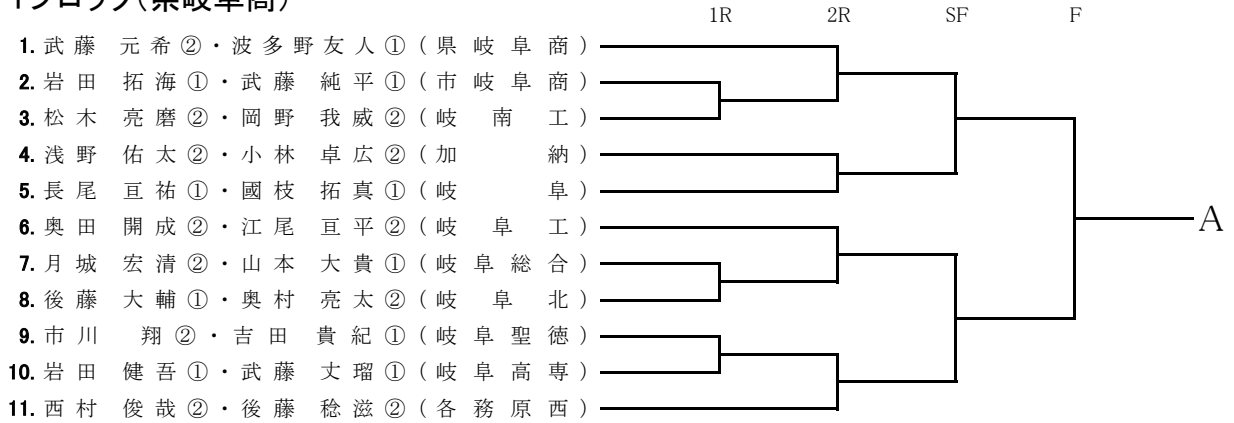 1ブロック(県岐阜商)
1R 2R SF F
1. 武藤 元希②・波多野友人①(県岐阜商)
2. 岩田 拓海①・武藤 純平①(市岐阜商)
3. 松木 亮磨②・岡野 我威②(岐南工)
4. 浅野 佑太②・小林 卓広②(加納)
5. 長尾 亘祐①・國枝 拓真①(岐阜)
6. 奥田 開成②・江尾 亘平②(岐阜工)
7. 月城 宏清②・山本 大貴①(岐阜総合)
8. 後藤 大輔①・奥村 亮太②(岐阜北)
9. 市川 翔②・吉田 貴紀①(岐阜聖徳)
10. 岩田 健吾①・武藤 丈瑠①(岐阜高専)
11. 西村 俊哉②・後藤 稔滋②(各務原西)
A